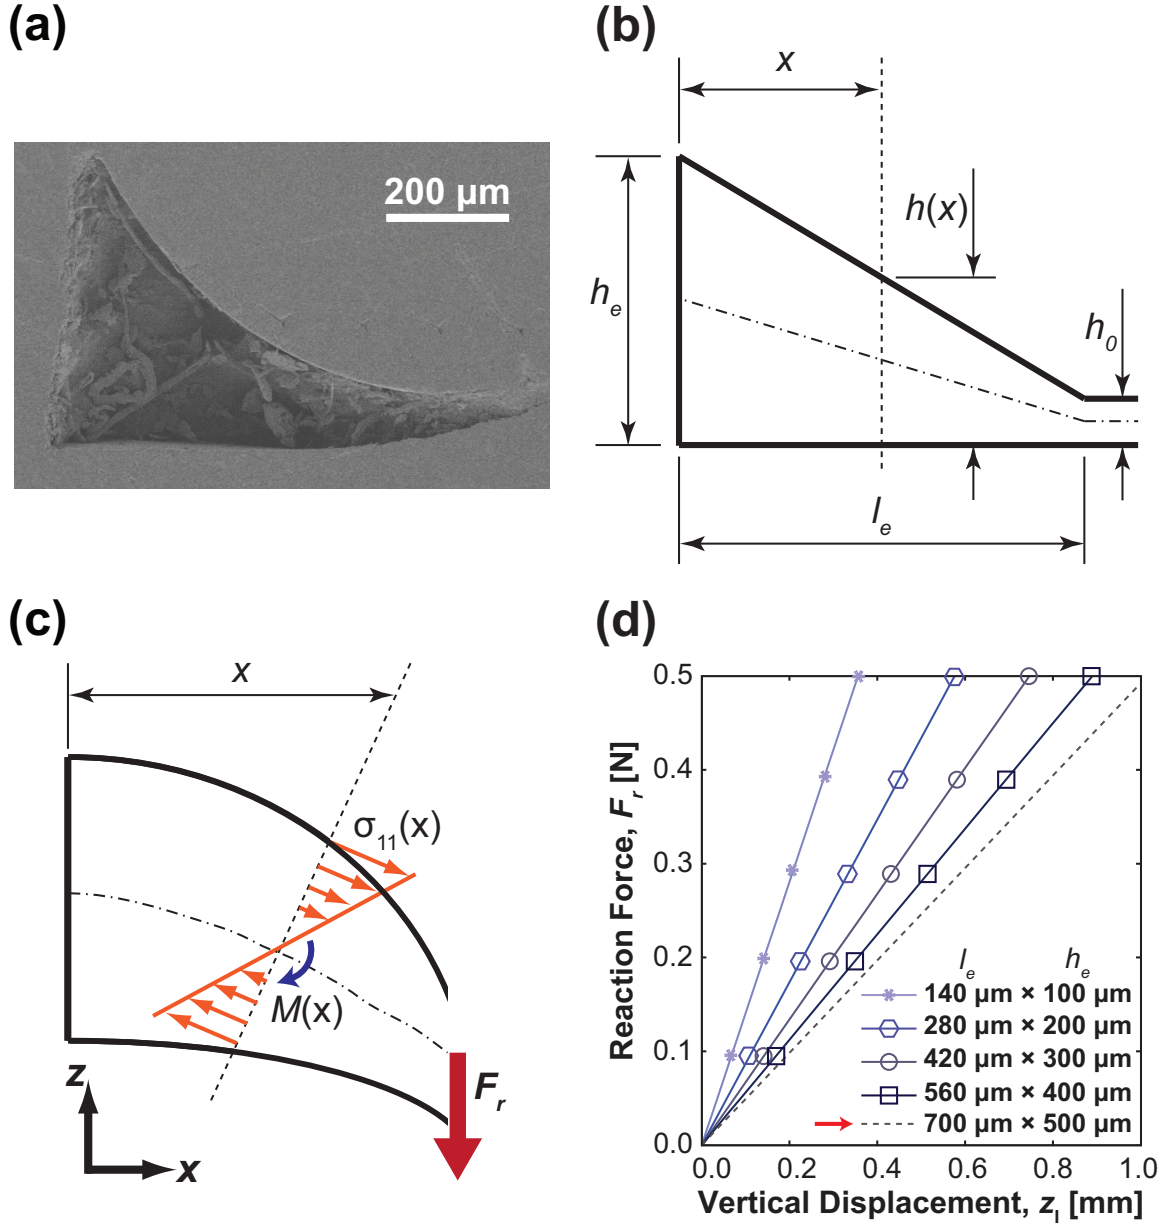 (a)
200 µm
(b)
x
h(x)
h_e
h_0
l_e
(c)
x
σ_11(x)
M(x)
F_r
z
x
(d)
Reaction Force, F_r [N]
0.5
0.4
0.3
0.2
0.1
0.0
l_e h_e
140 µm × 100 µm
280 µm × 200 µm
420 µm × 300 µm
560 µm × 400 µm
700 µm × 500 µm
0.0 0.2 0.4 0.6 0.8 1.0
Vertical Displacement, z_l [mm]